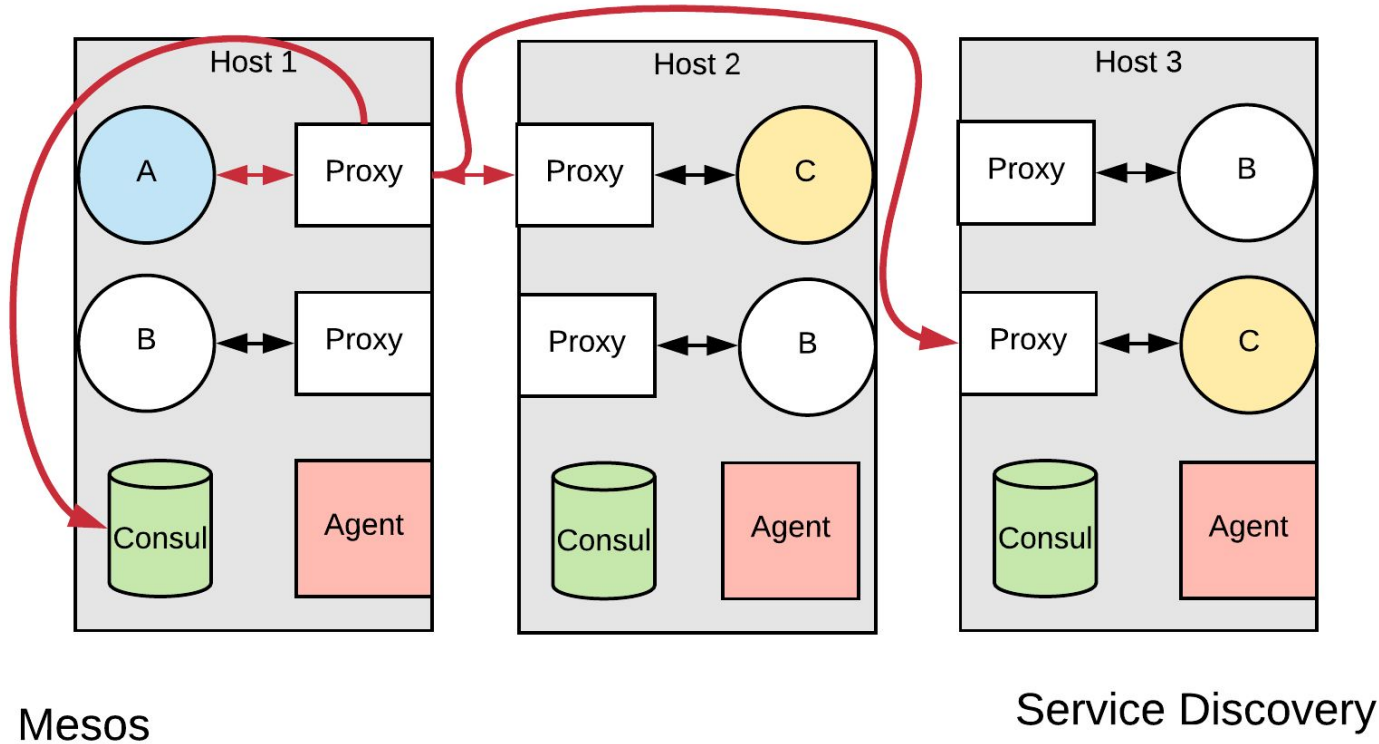 Host 1
A
Proxy
B
Proxy
Consul
Agent
Host 2
Proxy
C
Proxy
B
Consul
Agent
Host 3
Proxy
B
Proxy
C
Consul
Agent
Mesos
Service Discovery